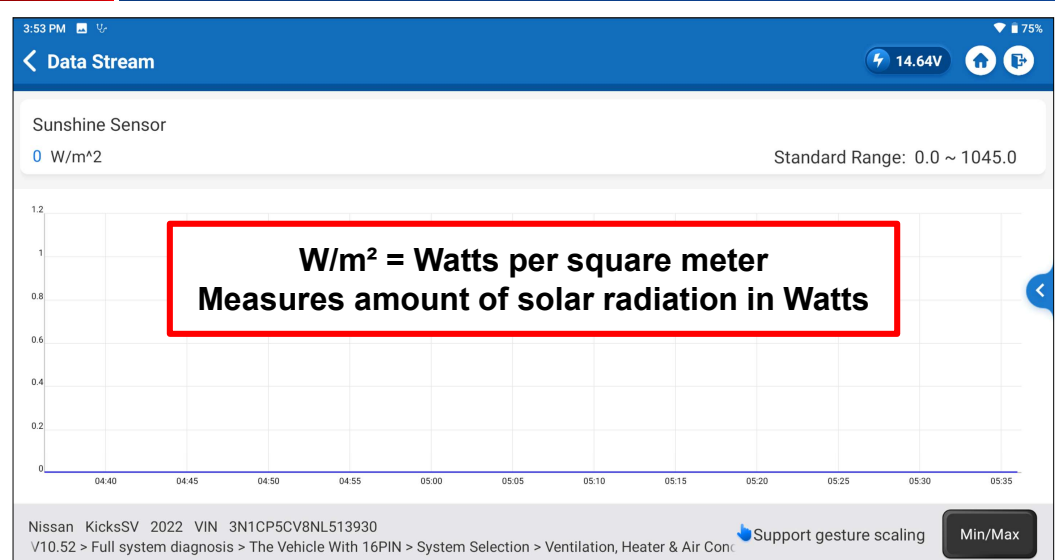 3:53 PM 75%
Data Stream 14.64V
Sunshine Sensor
0 W/m^2 Standard Range: 0.0 ~ 1045.0
1.2
1
0.8
0.6
0.4
0.2
0
W/m² = Watts per square meter
Measures amount of solar radiation in Watts
04:40 04:45 04:50 04:55 05:00 05:05 05:10 05:15 05:20 05:25 05:30 05:35
Nissan KicksSV 2022 VIN 3N1CP5CV8NL513930
V10.52 > Full system diagnosis > The Vehicle With 16PIN > System Selection > Ventilation, Heater & Air Conc
Support gesture scaling Min/Max